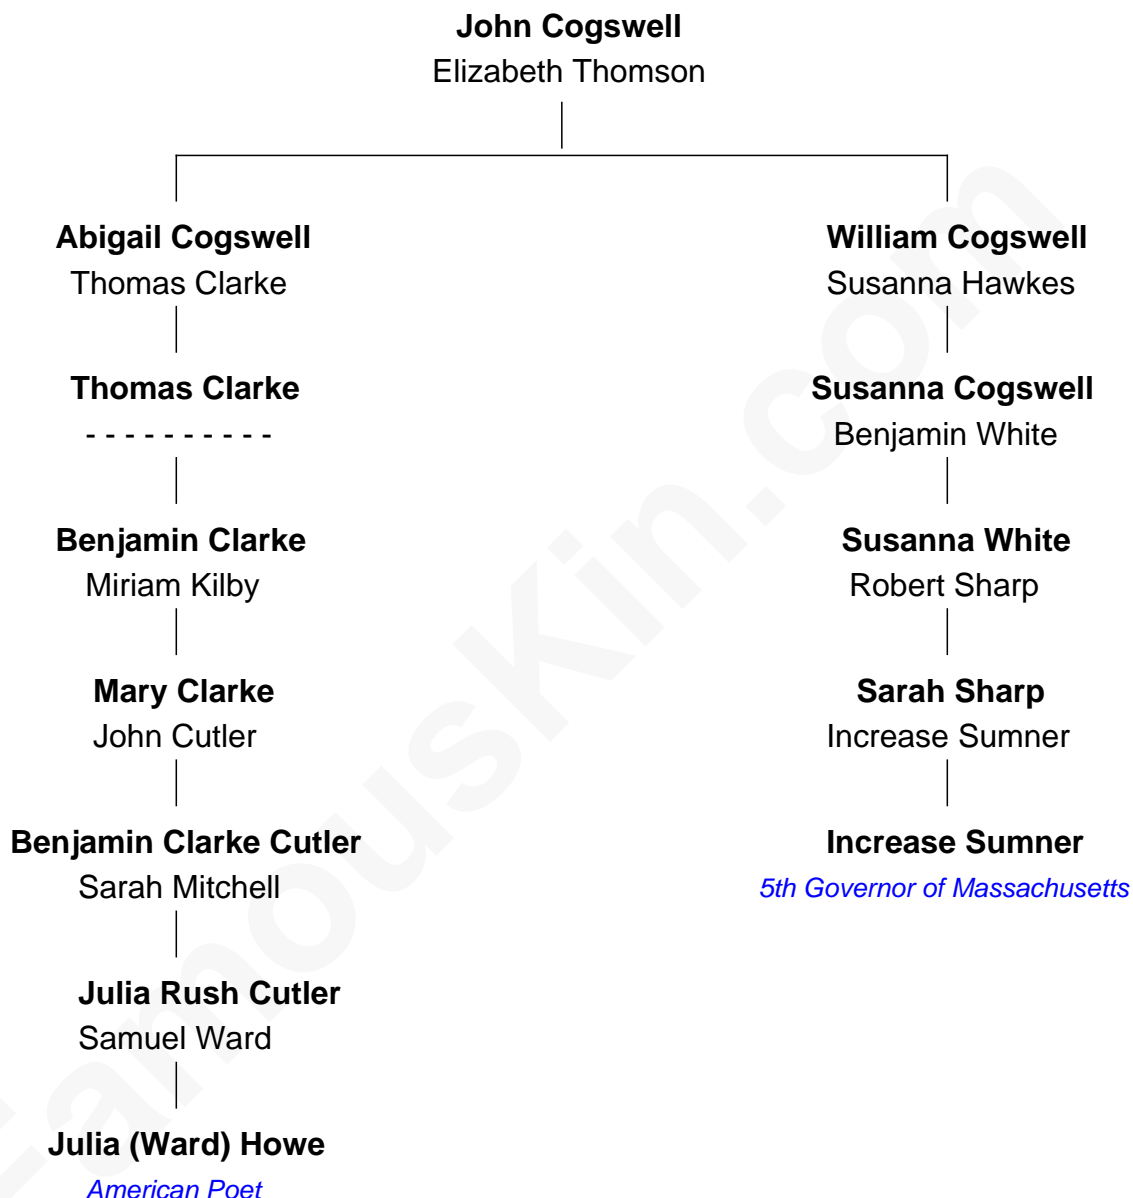 John Cogswell
Elizabeth Thomson
Abigail Cogswell
Thomas Clarke
Thomas Clarke
- - - - - - - - - -
Benjamin Clarke
Miriam Kilby
Mary Clarke
John Cutler
Benjamin Clarke Cutler
Sarah Mitchell
Julia Rush Cutler
Samuel Ward
Julia (Ward) Howe
American Poet
William Cogswell
Susanna Hawkes
Susanna Cogswell
Benjamin White
Susanna White
Robert Sharp
Sarah Sharp
Increase Sumner
Increase Sumner
5th Governor of Massachusetts
FamousKin.com